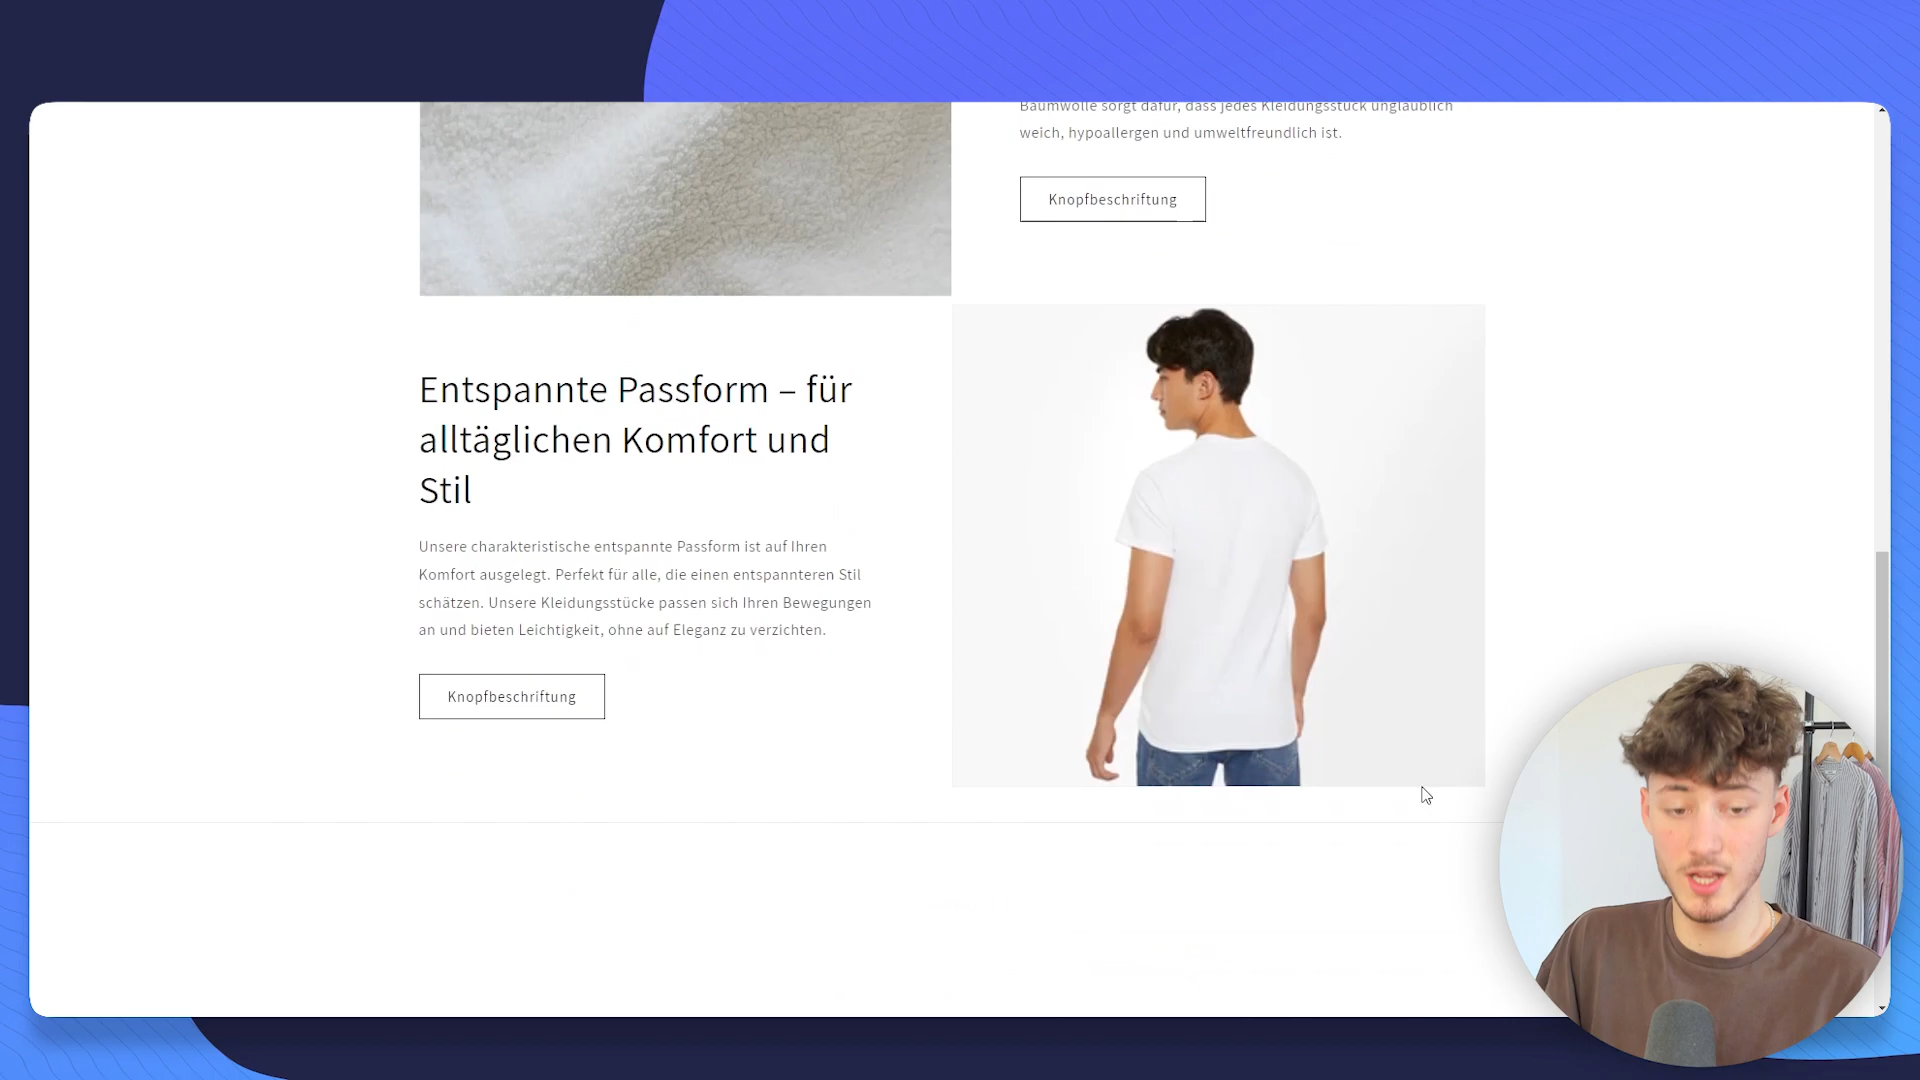 Baumwolle sorgt dafür, dass jedes Kleidungsstück unglaublich
weich, hypoallergen und umweltfreundlich ist.
Knopfbeschriftung
Entspannte Passform – für
alltäglichen Komfort und
Stil
Unsere charakteristische entspannte Passform ist auf Ihren
Komfort ausgelegt. Perfekt für alle, die einen entspannteren Stil
schätzen. Unsere Kleidungsstücke passen sich Ihren Bewegungen
an und bieten Leichtigkeit, ohne auf Eleganz zu verzichten.
Knopfbeschriftung